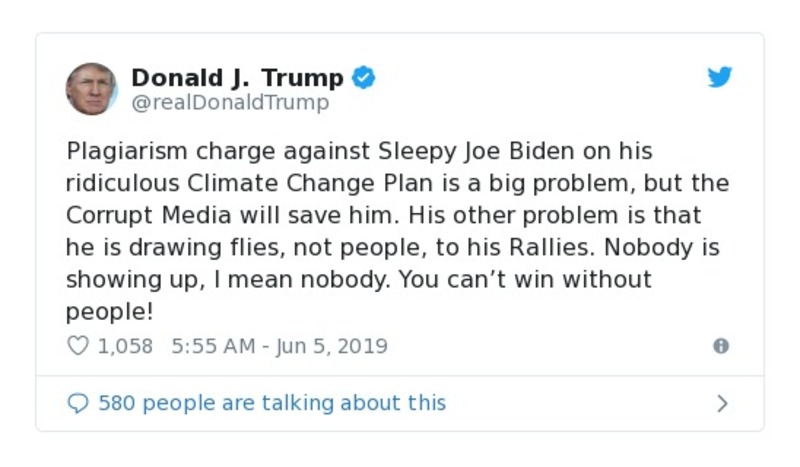 Donald J. Trump
@realDonaldTrump
Plagiarism charge against Sleepy Joe Biden on his
ridiculous Climate Change Plan is a big problem, but the
Corrupt Media will save him. His other problem is that
he is drawing flies, not people, to his Rallies. Nobody is
showing up, I mean nobody. You can’t win without
people!
1,058 5:55 AM - Jun 5, 2019
580 people are talking about this